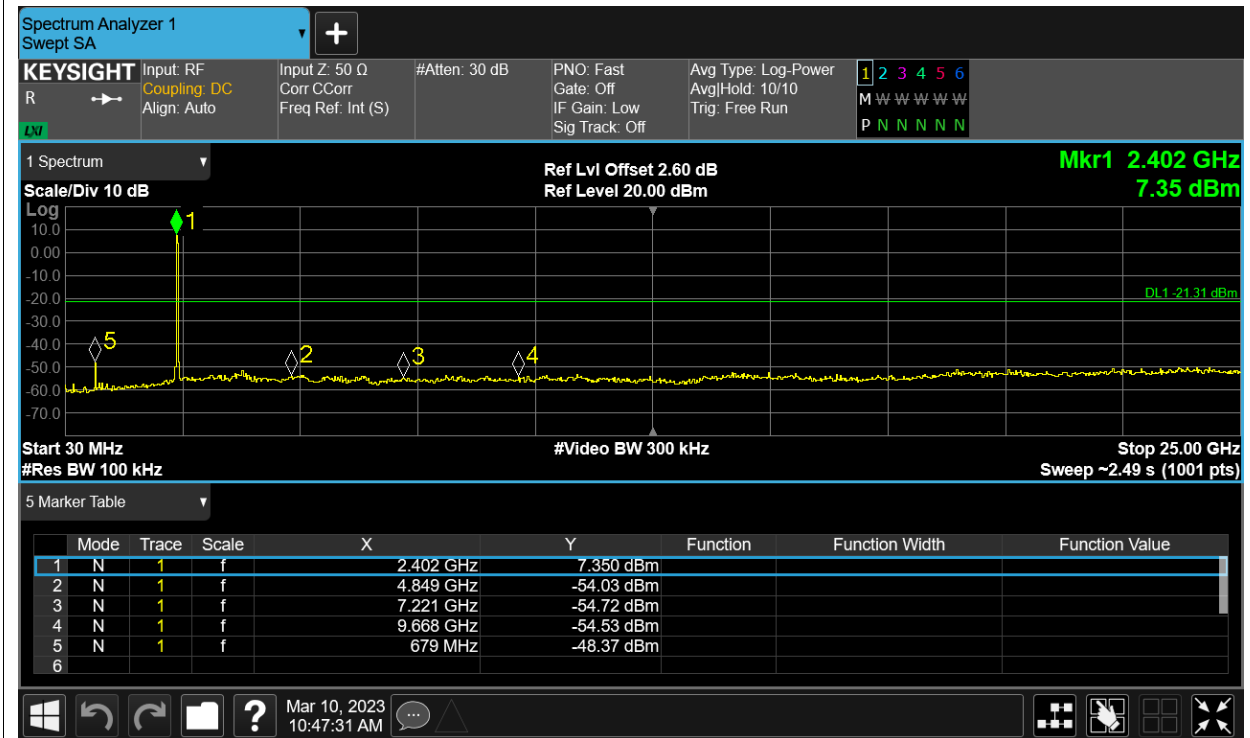 Spectrum Analyzer 1
Swept SA
+
KEYSIGHT
R
LXI
Input: RF
Coupling: DC
Align: Auto
Input Z: 50 Ω
Corr CCorr
Freq Ref: Int (S)
#Atten: 30 dB
PNO: Fast
Gate: Off
IF Gain: Low
Sig Track: Off
Avg Type: Log-Power
Avg|Hold: 10/10
Trig: Free Run
1 2 3 4 5 6
M W W W W W
P N N N N N
1 Spectrum
Scale/Div 10 dB
Ref Lvl Offset 2.60 dB
Ref Level 20.00 dBm
Mkr1 2.402 GHz
7.35 dBm
Log
10.0
0.00
-10.0
-20.0
-30.0
-40.0
-50.0
-60.0
-70.0
1
DL1 -21.31 dBm
5
2
3
4
Start 30 MHz
#Video BW 300 kHz
Stop 25.00 GHz
#Res BW 100 kHz
Sweep ~2.49 s (1001 pts)
5 Marker Table
Mode Trace Scale X Y Function Function Width Function Value
1 N 1 f 2.402 GHz 7.350 dBm
2 N 1 f 4.849 GHz -54.03 dBm
3 N 1 f 7.221 GHz -54.72 dBm
4 N 1 f 9.668 GHz -54.53 dBm
5 N 1 f 679 MHz -48.37 dBm
6
?
Mar 10, 2023
10:47:31 AM